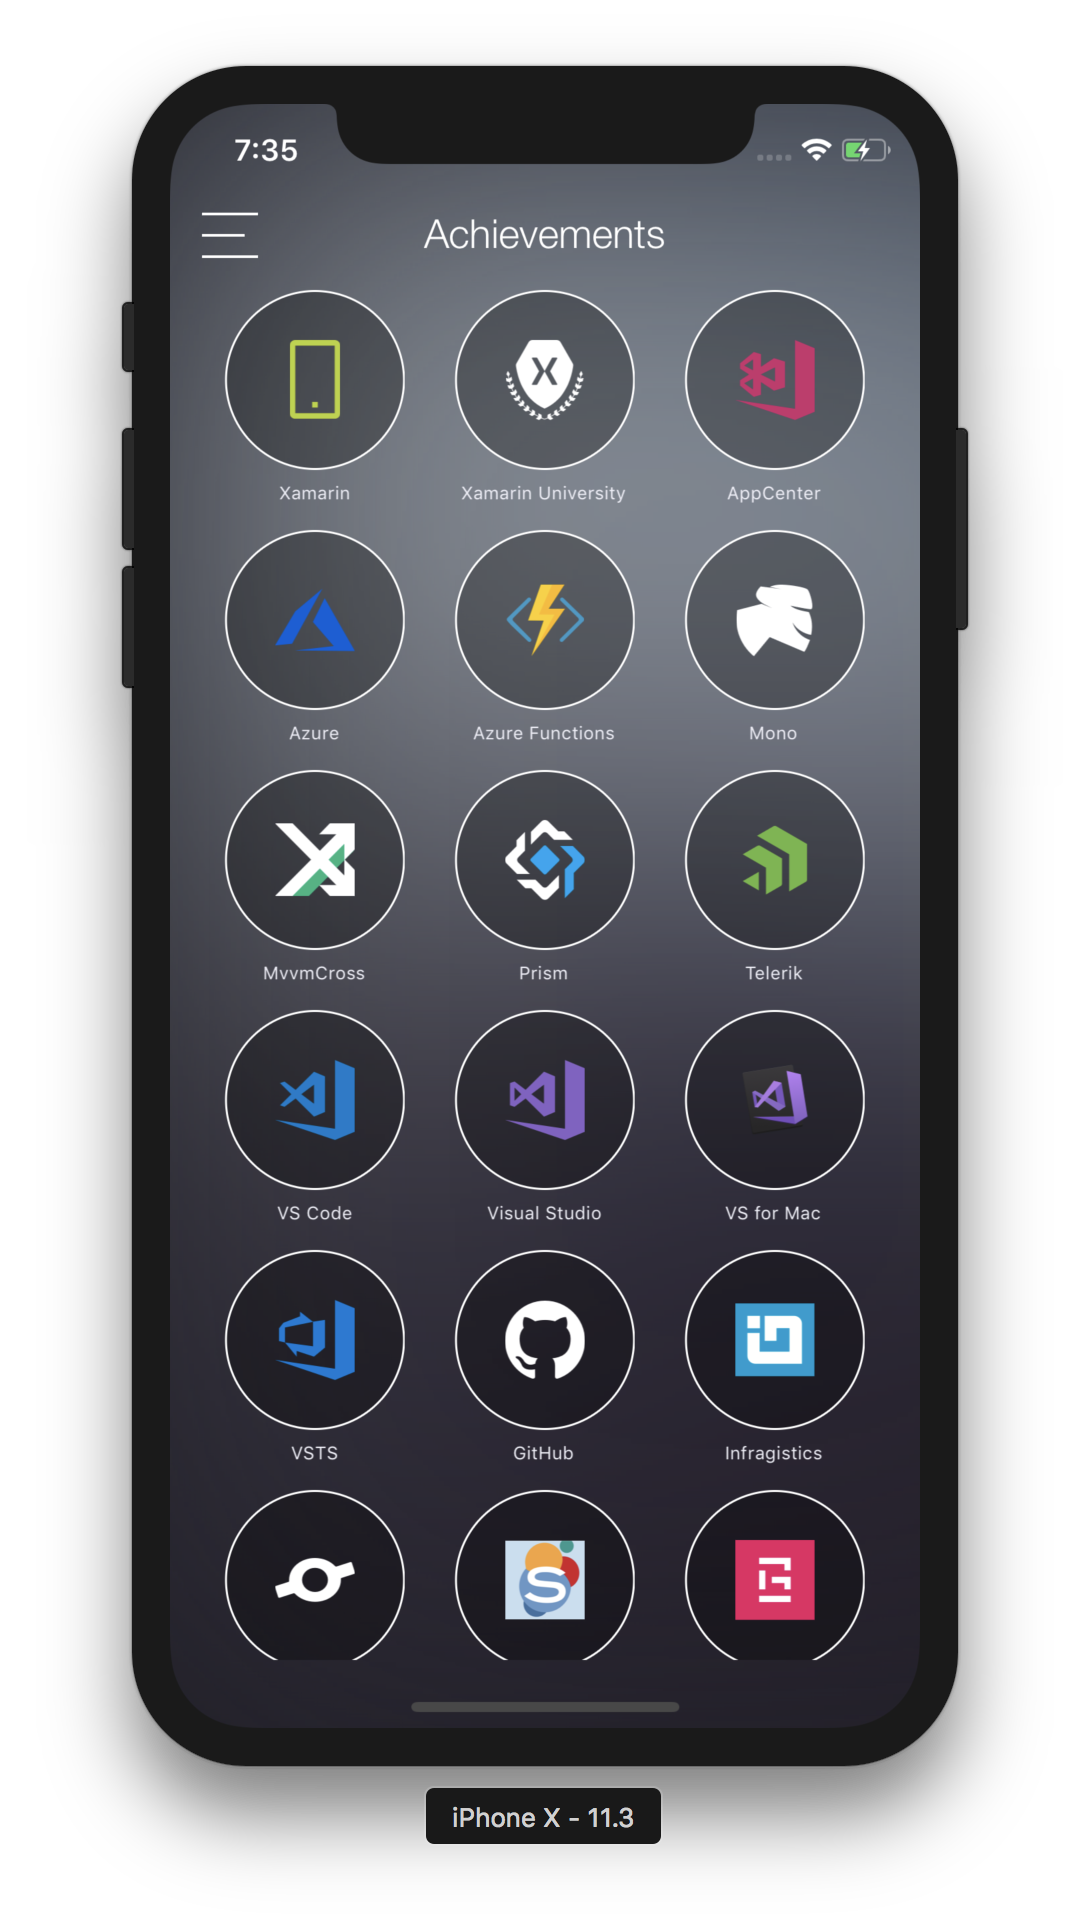 7:35
Achievements
X
Xamarin Xamarin University AppCenter
Azure Azure Functions Mono
MvvmCross Prism Telerik
VS Code Visual Studio VS for Mac
VSTS GitHub Infragistics
S
iPhone X - 11.3